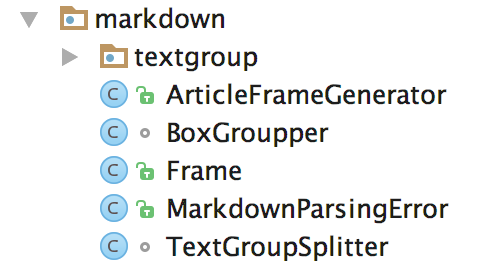 markdown
textgroup
C ArticleFrameGenerator
C BoxGroupper
C Frame
C MarkdownParsingError
C TextGroupSplitter